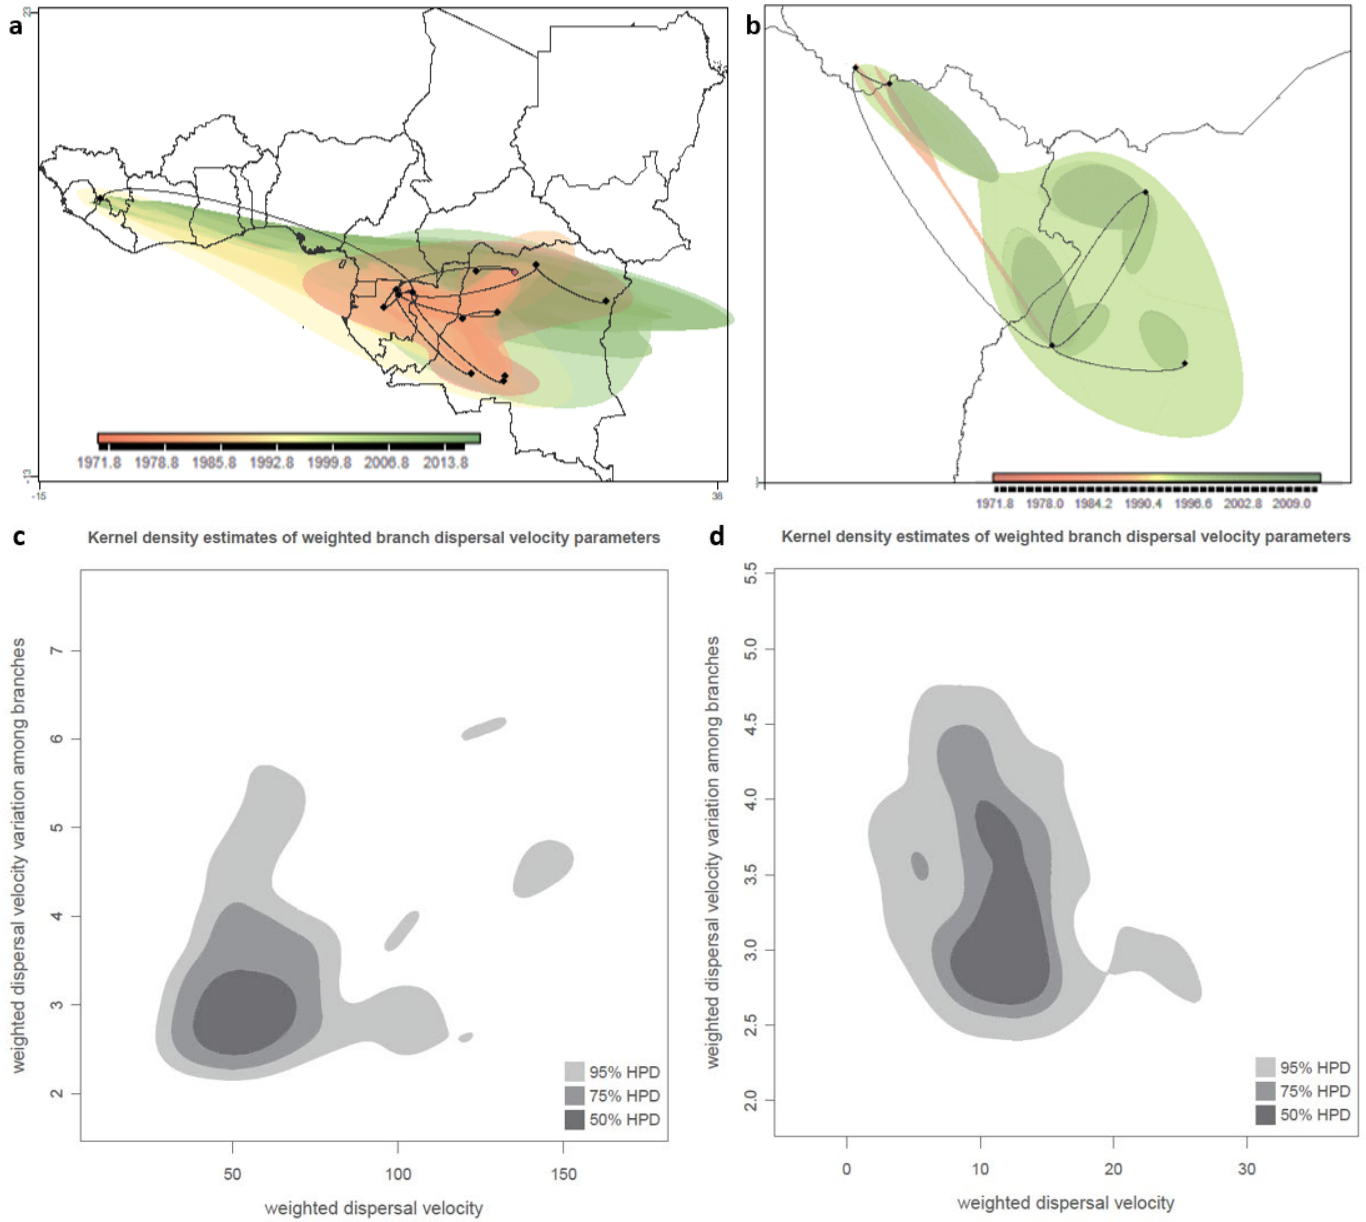 a
23
-13
-15
38
1971.8 1978.8 1985.8 1992.8 1999.8 2006.8 2013.8
b
1971.8 1978.0 1984.2 1990.4 1996.6 2002.8 2009.0
c
Kernel density estimates of weighted branch dispersal velocity parameters
weighted dispersal velocity variation among branches
7
6
5
4
3
2
95% HPD
75% HPD
50% HPD
50 100 150
weighted dispersal velocity
d
Kernel density estimates of weighted branch dispersal velocity parameters
weighted dispersal velocity variation among branches
5.5
5.0
4.5
4.0
3.5
3.0
2.5
2.0
95% HPD
75% HPD
50% HPD
0 10 20 30
weighted dispersal velocity